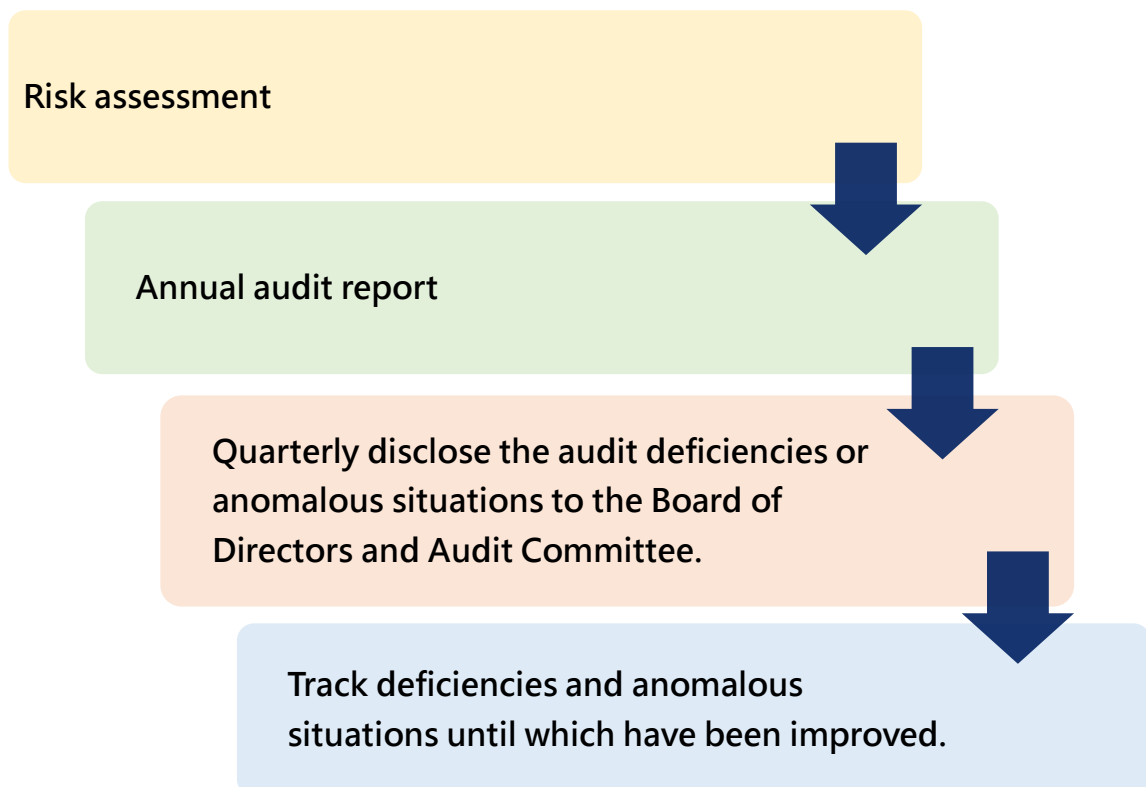 Risk assessment
Annual audit report
Quarterly disclose the audit deficiencies or
anomalous situations to the Board of
Directors and Audit Committee.
Track deficiencies and anomalous
situations until which have been improved.